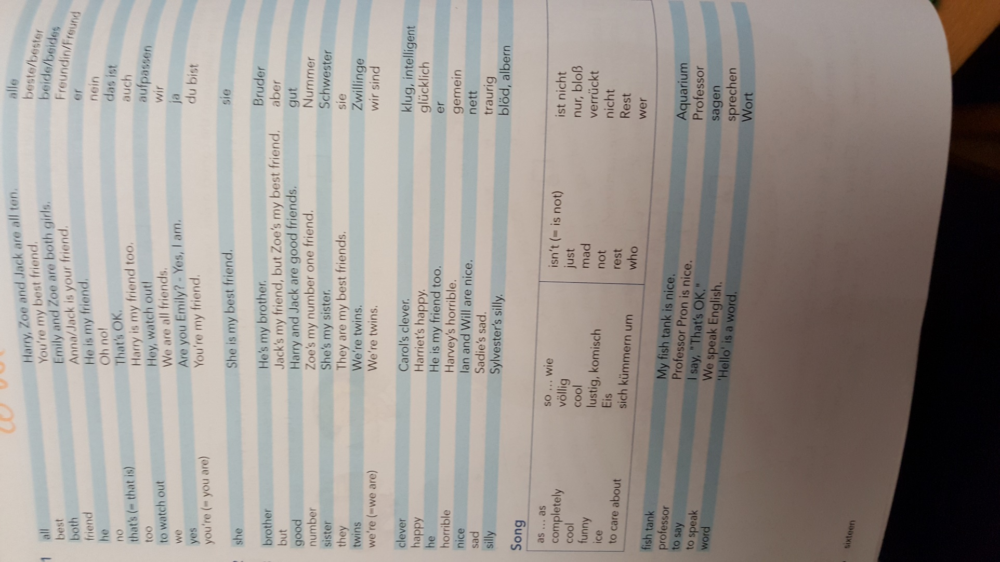 1
all Harry, Zoe and Jack are all ten. alle
best You're my best friend. beste/bester
both Emily and Zoe are both girls. beide/beides
friend Anna/Jack is your friend. Freundin/Freund
he He is my friend. er
no Oh no! nein
that's (= that is) That's OK. das ist
too Harry is my friend too. auch
to watch out Hey, watch out! aufpassen
we We are all friends. wir
yes Are you Emily? - Yes, I am. ja
you're (= you are) You're my friend. du bist
she She is my best friend. sie
brother He's my brother. Bruder
but Jack's my friend, but Zoe's my best friend. aber
good Harry and Jack are good friends. gut
number Zoe's my number one friend. Nummer
sister She's my sister. Schwester
they They are my best friends. sie
twins We're twins. Zwillinge
we're (=we are) We're twins. wir sind
clever Carol's clever. klug, intelligent
happy Harriet's happy. glücklich
he He is my friend too. er
horrible Harvey's horrible. gemein
nice Ian and Will are nice. nett
sad Sadie's sad. traurig
silly Sylvester's silly. blöd, albern
Song
as ... as so ... wie isn't (= is not) ist nicht
completely völlig just nur, bloß
cool cool mad verrückt
funny lustig, komisch not nicht
ice Eis rest Rest
to care about sich kümmern um who wer
fish tank My fish tank is nice. Aquarium
professor Professor Pron is nice. Professor
to say I say, "That's OK." sagen
to speak We speak English. sprechen
word 'Hello' is a word. Wort
sixteen